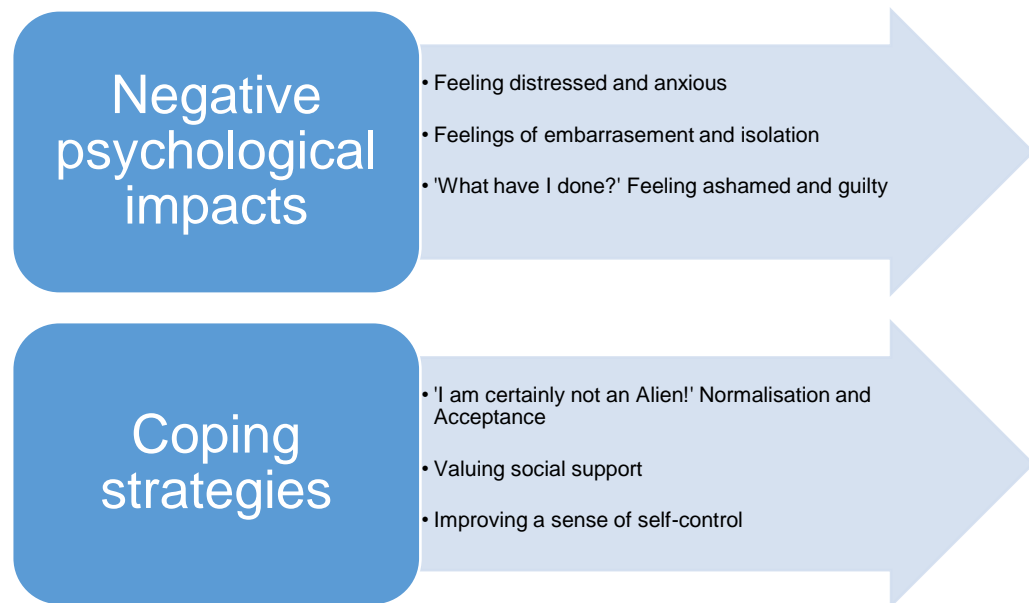 Negative
psychological
impacts
• Feeling distressed and anxious
• Feelings of embarrasement and isolation
• 'What have I done?' Feeling ashamed and guilty
Coping
strategies
• 'I am certainly not an Alien!' Normalisation and
Acceptance
• Valuing social support
• Improving a sense of self-control